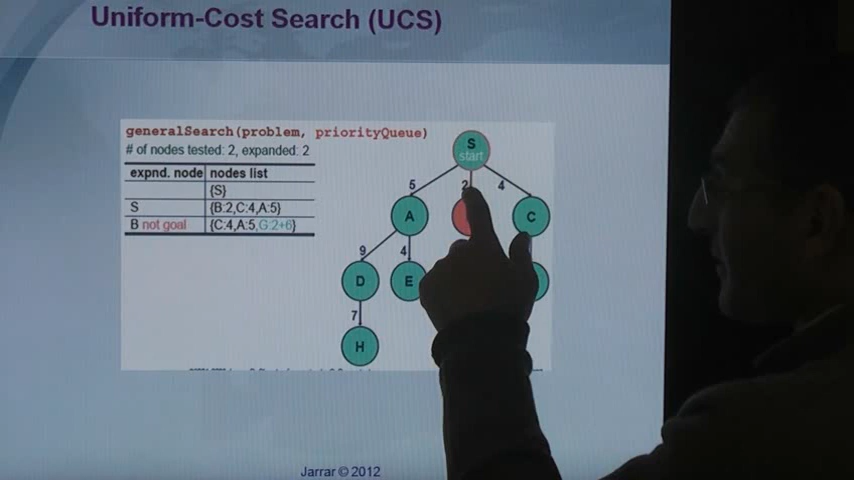 Uniform-Cost Search (UCS)
generalSearch(problem, priorityQueue)
# of nodes tested: 2, expanded: 2
expnd. node nodes list
{S}
S {B:2,C:4,A:5}
B not goal {C:4,A:5,G:2+6}
S
start
5 2 4
A C
9 4
D E
7
H
Jarrar © 2012